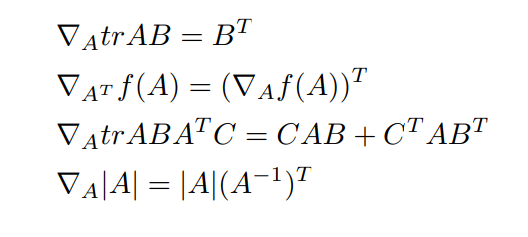 ∇_A trAB = B^T
∇_{A^T} f(A) = (∇_A f(A))^T
∇_A trABA^T C = CAB + C^T AB^T
∇_A |A| = |A|(A^{-1})^T